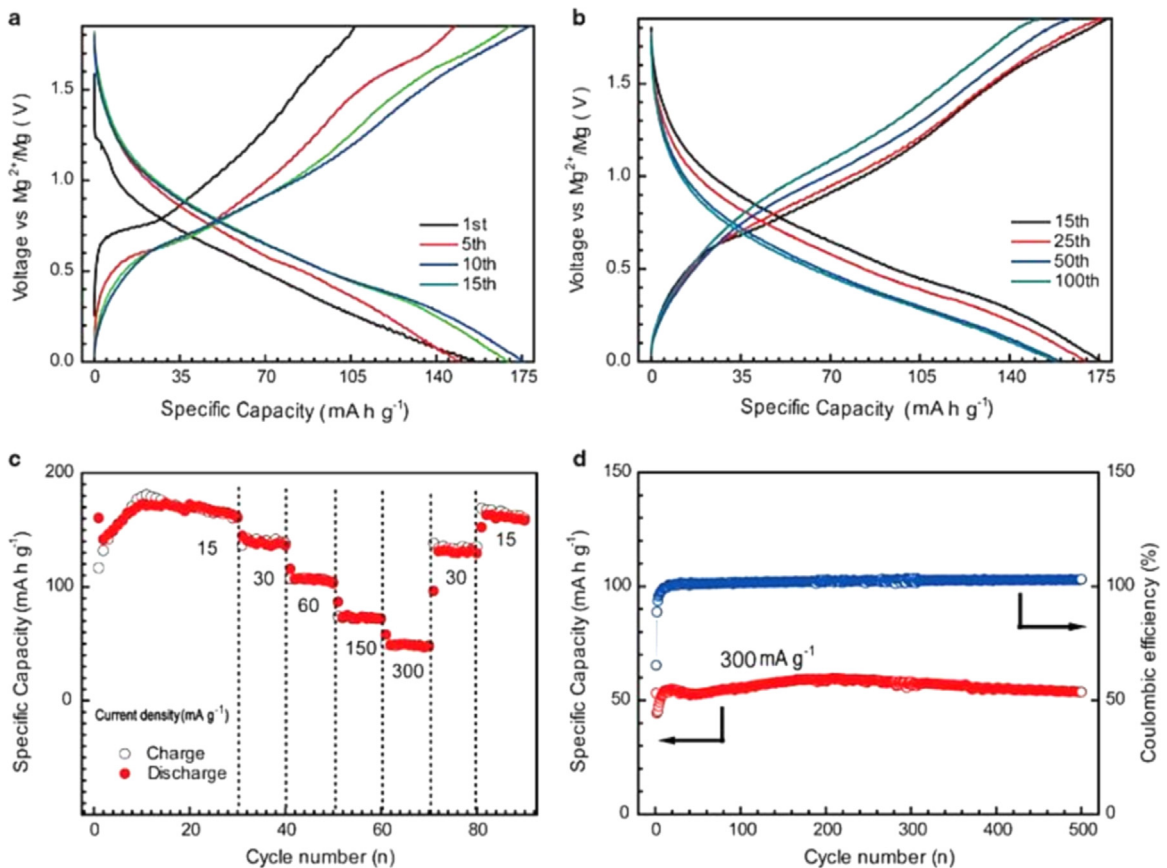 a
Voltage vs Mg²⁺/Mg (V)
1.5
1.0
0.5
0.0
1st
5th
10th
15th
0 35 70 105 140 175
Specific Capacity (mA h g⁻¹)
b
Voltage vs Mg²⁺/Mg (V)
1.5
1.0
0.5
0.0
15th
25th
50th
100th
0 35 70 105 140 175
Specific Capacity (mA h g⁻¹)
c
Specific Capacity (mA h g⁻¹)
200
100
0
15
30
60
150
300
30
15
Current density (mA g⁻¹)
Charge
Discharge
0 20 40 60 80
Cycle number (n)
d
Specific Capacity (mA h g⁻¹)
150
100
50
0
300 mA g⁻¹
150
100
50
0
Coulombic efficiency (%)
0 100 200 300 400 500
Cycle number (n)